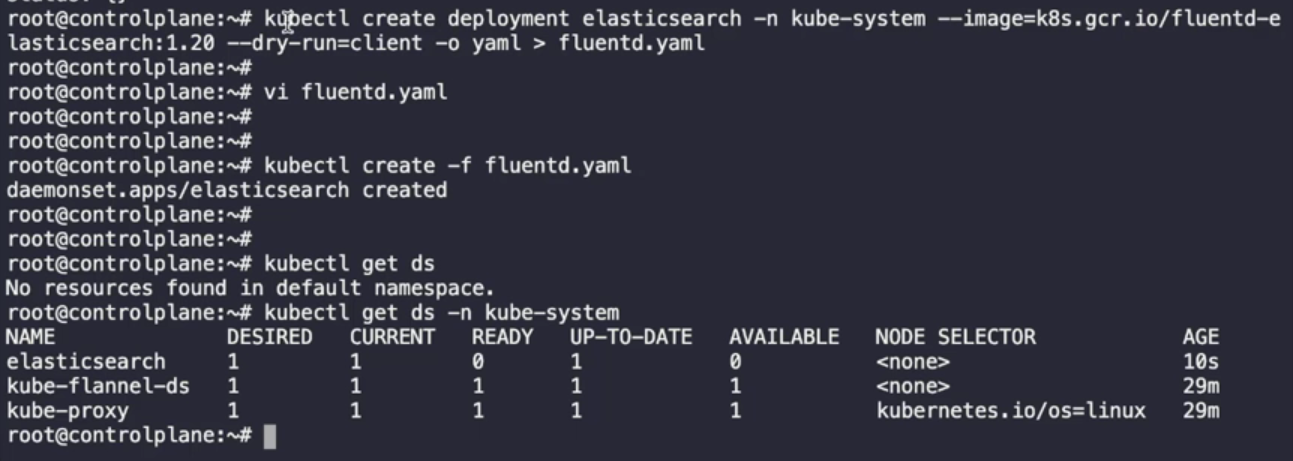 root@controlplane:~# kubectl create deployment elasticsearch -n kube-system --image=k8s.gcr.io/fluentd-e
lasticsearch:1.20 --dry-run=client -o yaml > fluentd.yaml
root@controlplane:~#
root@controlplane:~# vi fluentd.yaml
root@controlplane:~#
root@controlplane:~#
root@controlplane:~# kubectl create -f fluentd.yaml
daemonset.apps/elasticsearch created
root@controlplane:~#
root@controlplane:~#
root@controlplane:~# kubectl get ds
No resources found in default namespace.
root@controlplane:~# kubectl get ds -n kube-system
NAME DESIRED CURRENT READY UP-TO-DATE AVAILABLE NODE SELECTOR AGE
elasticsearch 1 1 0 1 0 <none> 10s
kube-flannel-ds 1 1 1 1 1 <none> 29m
kube-proxy 1 1 1 1 1 kubernetes.io/os=linux 29m
root@controlplane:~#